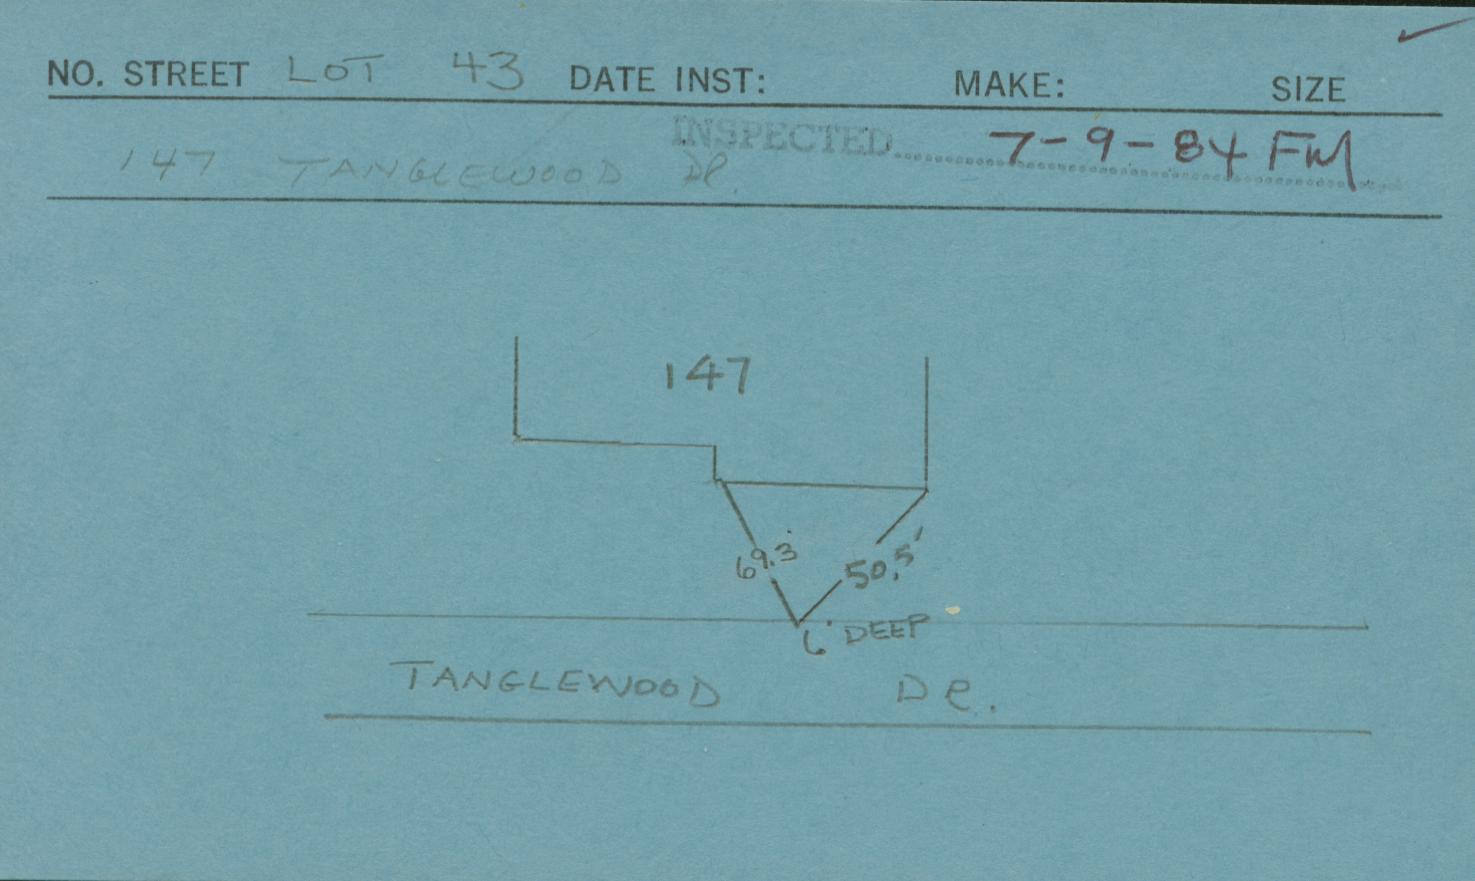 NO. STREET LOT 43 DATE INST: MAKE: SIZE
INSPECTED 7-9-84 FM
147 TANGLEWOOD DR.
147
69.3' 50.5'
6' DEEP
TANGLEWOOD DR.